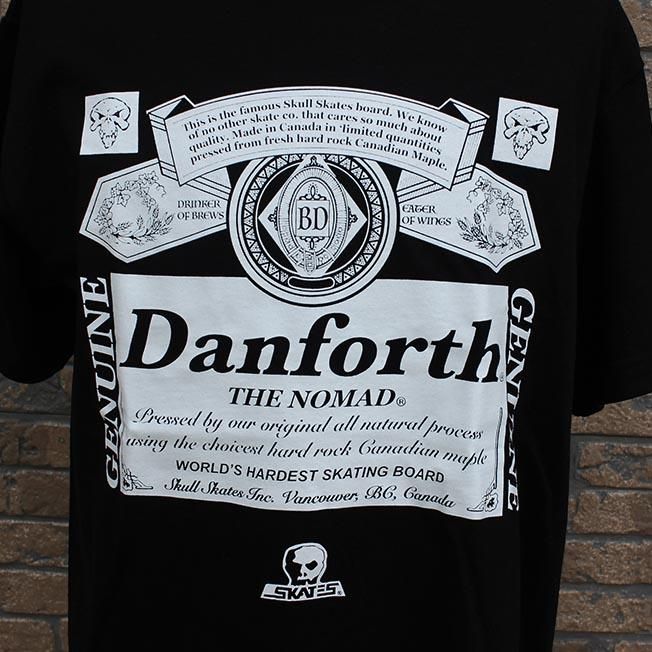 This is the famous Skull Skates board. We know
of no other skate co. that cares so much about
quality. Made in Canada in limited quantities,
pressed from fresh hard rock Canadian Maple.
DRINKER
OF BREWS
BD
EATER
OF WINGS
GENUINE
GENUINE
Danforth
THE NOMAD®
Pressed by our original all natural process
using the choicest hard rock Canadian maple
WORLD'S HARDEST SKATING BOARD
Skull Skates Inc. Vancouver, BC, Canada
SKATES®